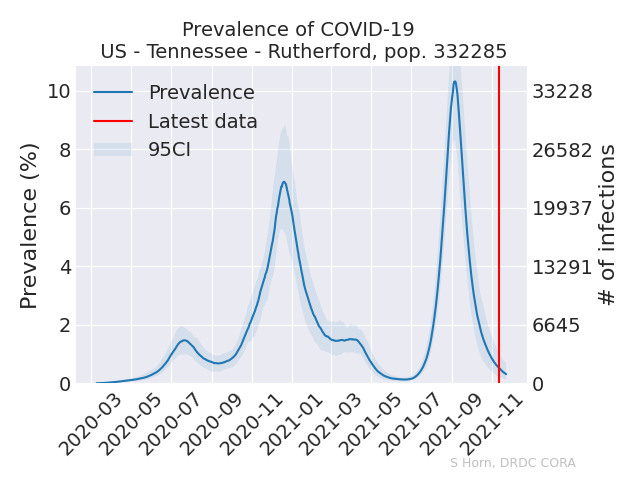 Prevalence of COVID-19
US - Tennessee - Rutherford, pop. 332285
Prevalence
Latest data
95CI
Prevalence (%)
10
8
6
4
2
0
33228
26582
19937
13291
6645
0
# of infections
2020-03
2020-05
2020-07
2020-09
2020-11
2021-01
2021-03
2021-05
2021-07
2021-09
2021-11
S Horn, DRDC CORA